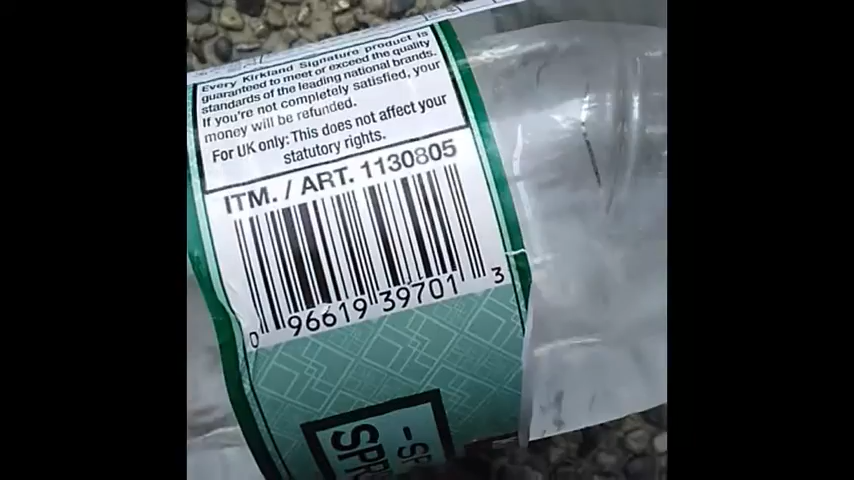 Every Kirkland Signature product is
guaranteed to meet or exceed the quality
standards of the leading national brands.
If you're not completely satisfied, your
money will be refunded.
For UK only: This does not affect your
statutory rights.
ITM. / ART. 1130805
0 96619 39701 3
-SP
SPR